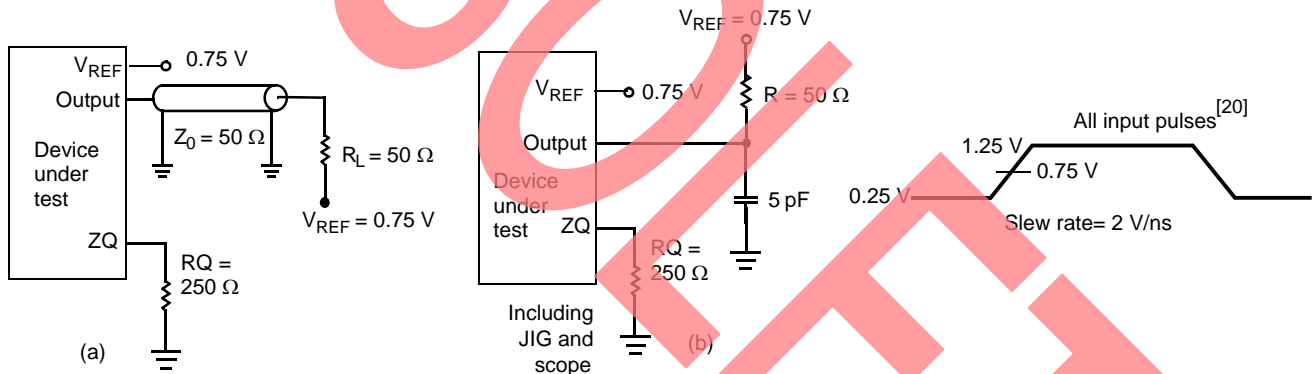 VREF
0.75 V
Output
Z0 = 50 Ω
Device
under
test
RL = 50 Ω
VREF = 0.75 V
ZQ
RQ =
250 Ω
(a)
VREF = 0.75 V
VREF
0.75 V
R = 50 Ω
Output
Device
under
test
5 pF
ZQ
RQ =
250 Ω
Including
JIG and
scope
(b)
All input pulses[20]
1.25 V
0.75 V
0.25 V
Slew rate= 2 V/ns